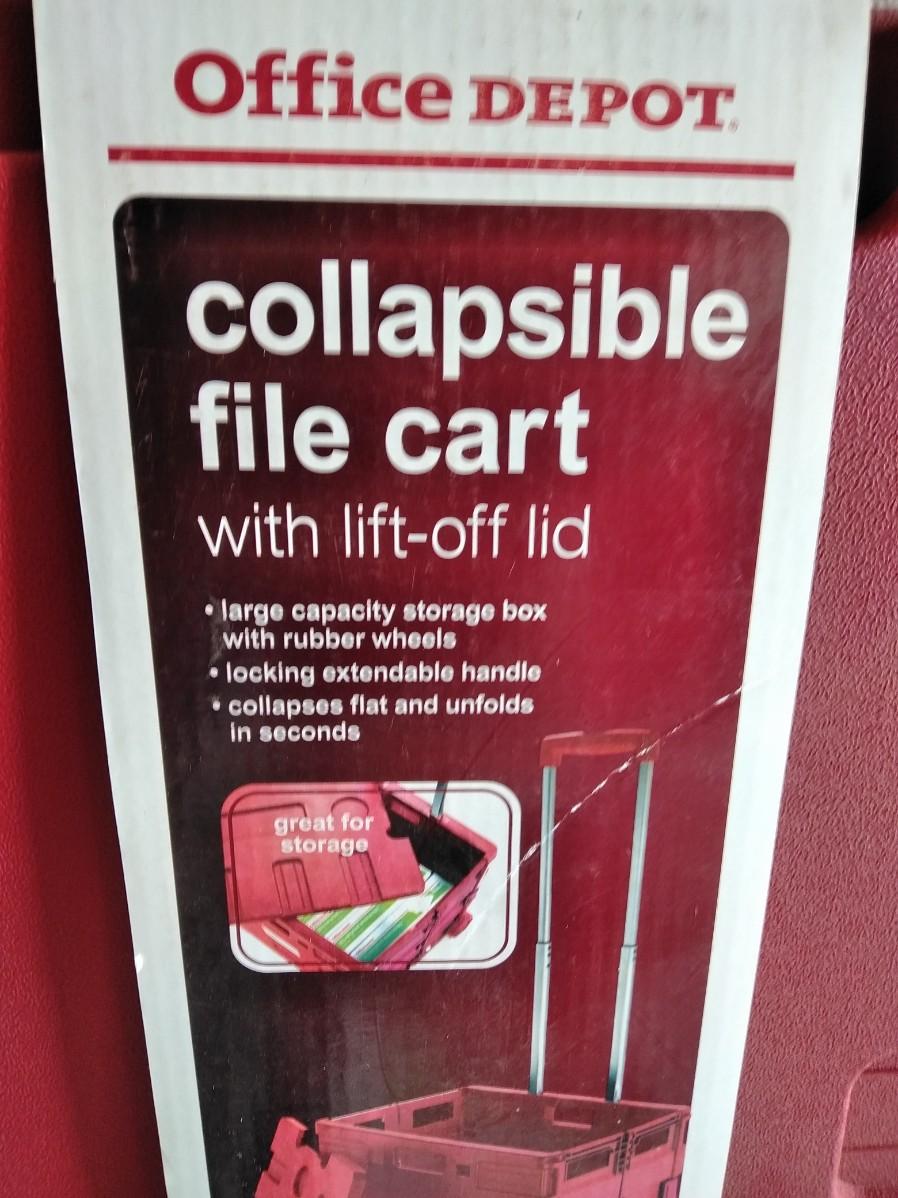 Office DEPOT®
collapsible
file cart
with lift-off lid
• large capacity storage box
with rubber wheels
• locking extendable handle
• collapses flat and unfolds
in seconds
great for
storage